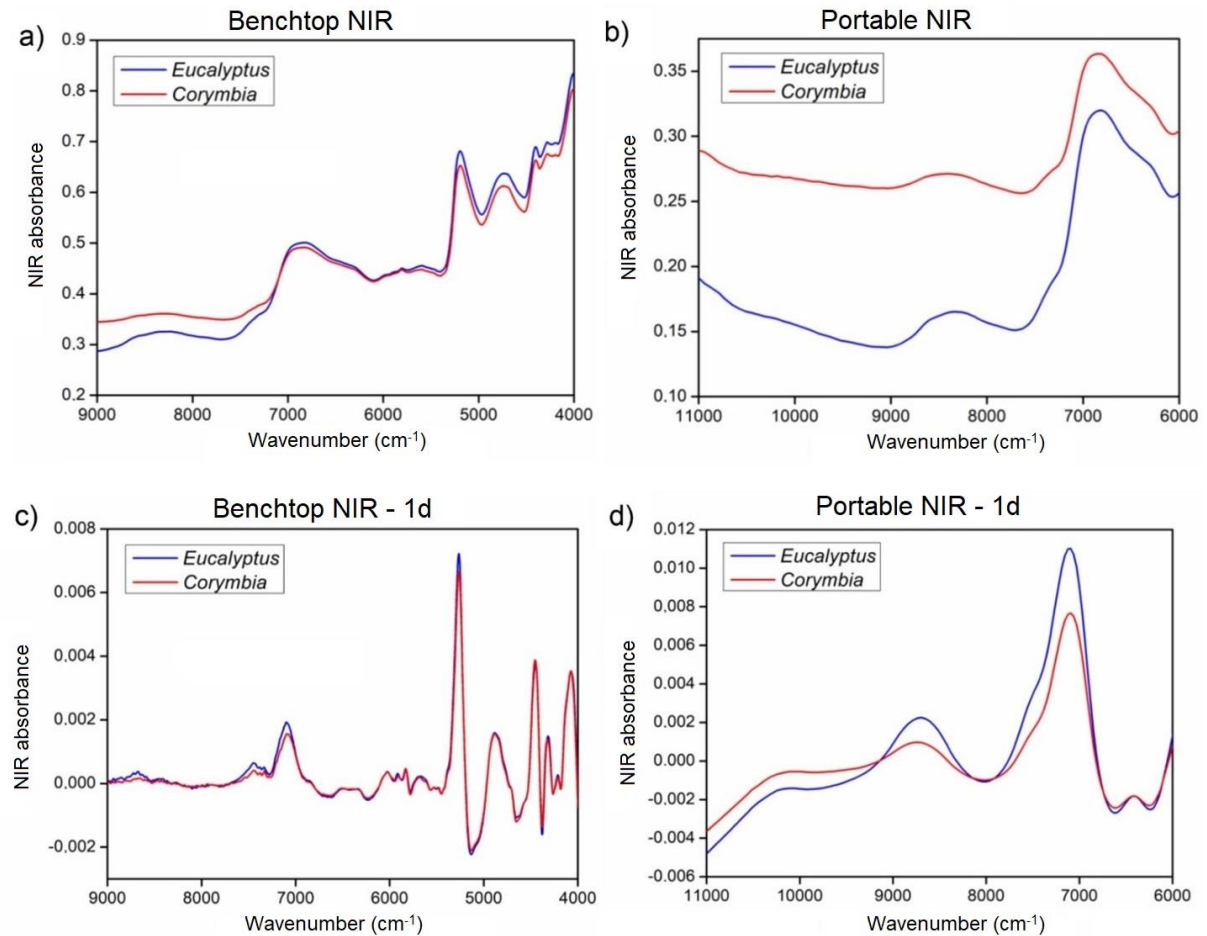 a)
Benchtop NIR
0.9
0.8
0.7
0.6
0.5
0.4
0.3
0.2
NIR absorbance
Eucalyptus
Corymbia
9000 8000 7000 6000 5000 4000
Wavenumber (cm-1)
b)
Portable NIR
0.35
0.30
0.25
0.20
0.15
0.10
NIR absorbance
Eucalyptus
Corymbia
11000 10000 9000 8000 7000 6000
Wavenumber (cm-1)
c)
Benchtop NIR - 1d
0.008
0.006
0.004
0.002
0.000
-0.002
NIR absorbance
Eucalyptus
Corymbia
9000 8000 7000 6000 5000 4000
Wavenumber (cm-1)
d)
Portable NIR - 1d
0.012
0.010
0.008
0.006
0.004
0.002
0.000
-0.002
-0.004
-0.006
NIR absorbance
Eucalyptus
Corymbia
11000 10000 9000 8000 7000 6000
Wavenumber (cm-1)